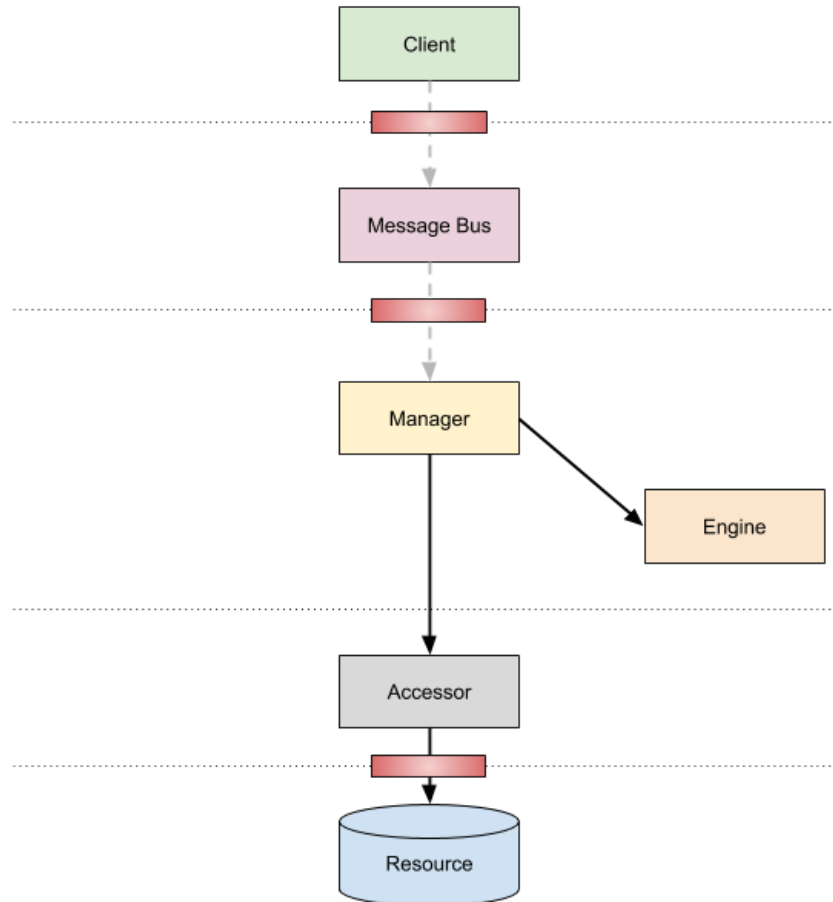 Client
Message Bus
Manager
Engine
Accessor
Resource